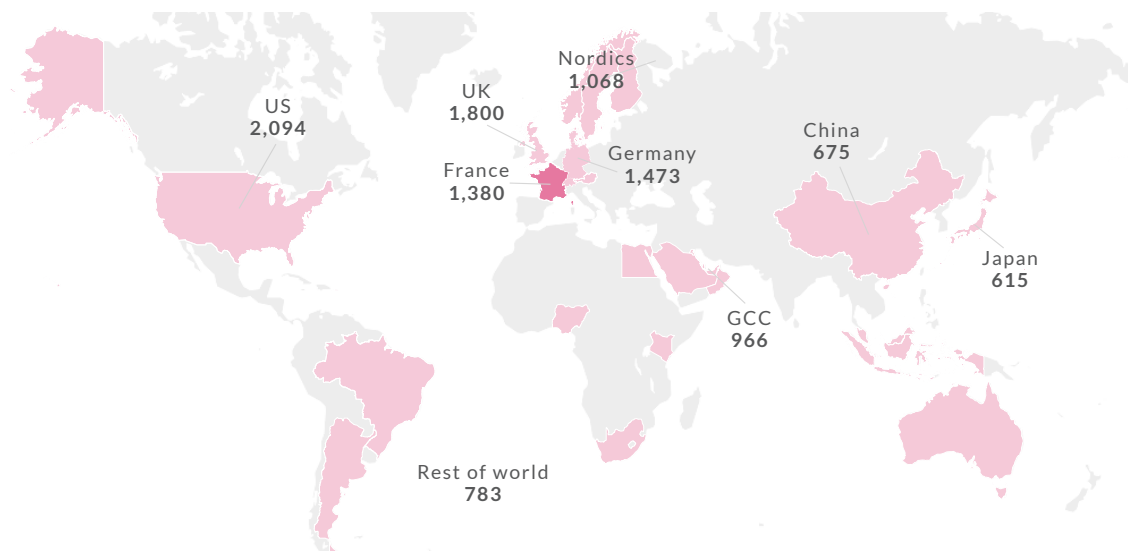 Nordics
1,068
UK
1,800
US
2,094
China
675
Germany
1,473
France
1,380
Japan
615
GCC
966
Rest of world
783